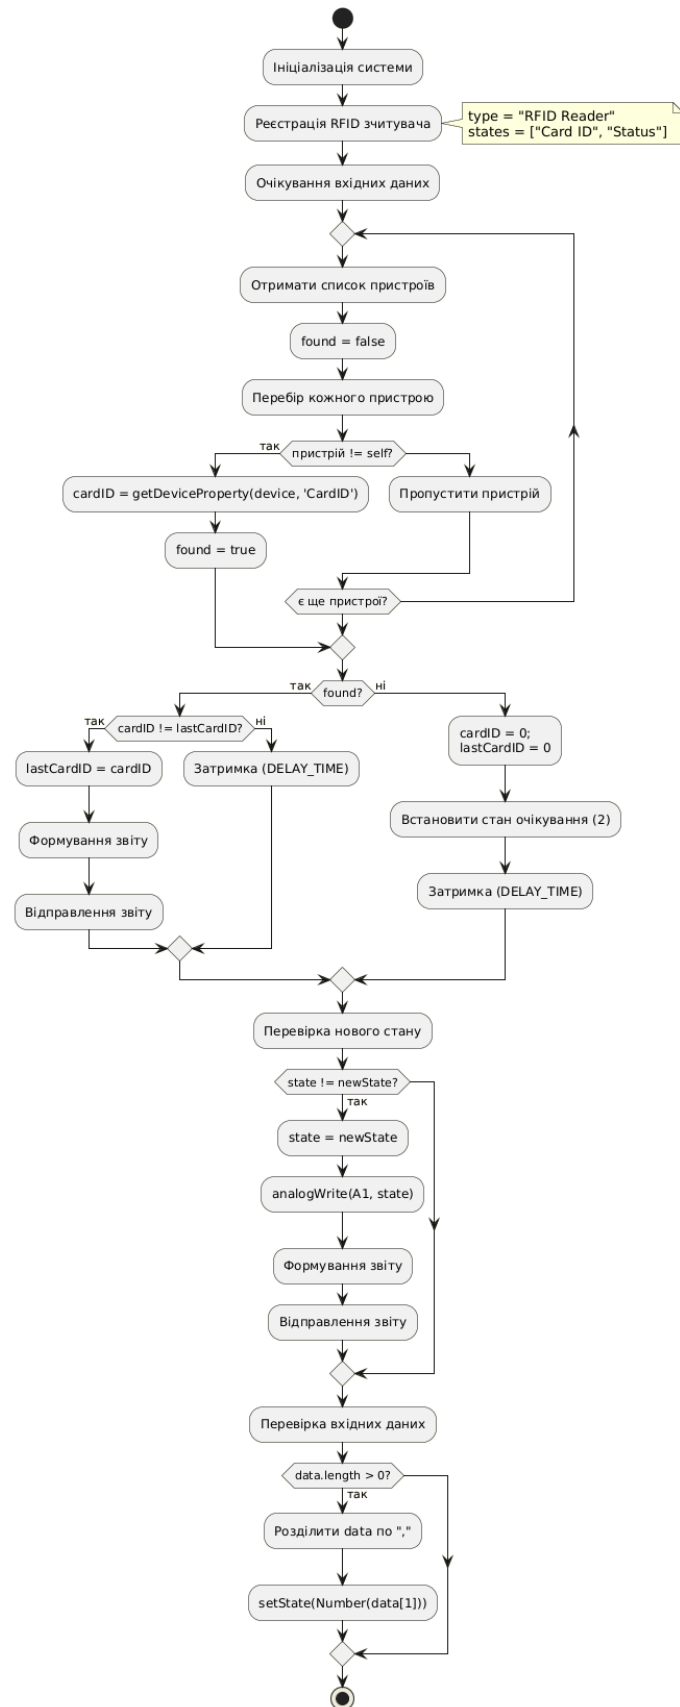 Ініціалізація системи
Реєстрація RFID зчитувача
type = "RFID Reader"
states = ["Card ID", "Status"]
Очікування вхідних даних
Отримати список пристроїв
found = false
Перебір кожного пристрою
так
пристрій != self?
cardID = getDeviceProperty(device, 'CardID')
Пропустити пристрій
found = true
є ще пристрої?
так
found?
ні
так
cardID != lastCardID?
ні
cardID = 0;
lastCardID = 0
lastCardID = cardID
Затримка (DELAY_TIME)
Встановити стан очікування (2)
Формування звіту
Затримка (DELAY_TIME)
Відправлення звіту
Перевірка нового стану
state != newState?
так
state = newState
analogWrite(A1, state)
Формування звіту
Відправлення звіту
Перевірка вхідних даних
data.length > 0?
так
Розділити data по ","
setState(Number(data[1]))